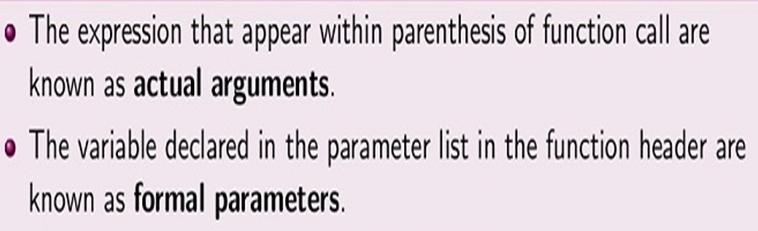 The expression that appear within parenthesis of function call are
known as actual arguments.
The variable declared in the parameter list in the function header are
known as formal parameters.